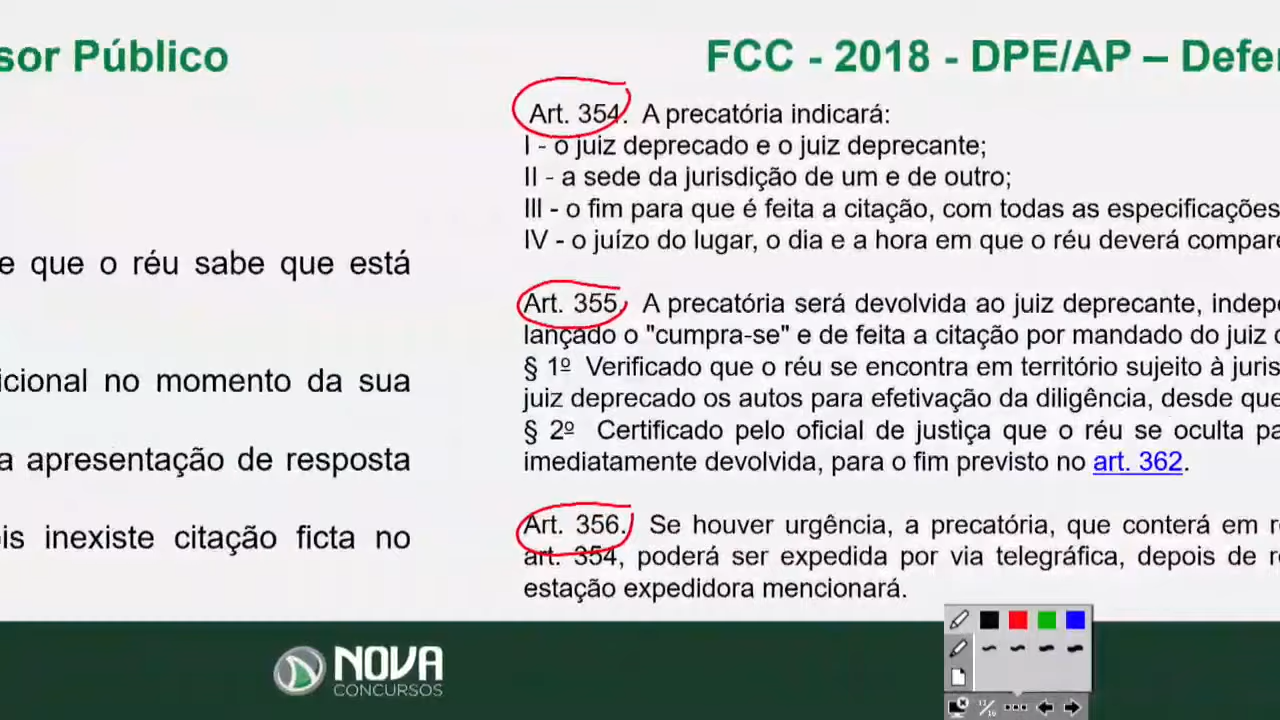 sor Público
e que o réu sabe que está
icional no momento da sua
a apresentação de resposta
is inexiste citação ficta no
FCC - 2018 - DPE/AP – Defe
Art. 354. A precatória indicará:
I - o juiz deprecado e o juiz deprecante;
II - a sede da jurisdição de um e de outro;
III - o fim para que é feita a citação, com todas as especificações
IV - o juízo do lugar, o dia e a hora em que o réu deverá compare
Art. 355. A precatória será devolvida ao juiz deprecante, indep
lançado o "cumpra-se" e de feita a citação por mandado do juiz
§ 1º Verificado que o réu se encontra em território sujeito à juris
juiz deprecado os autos para efetivação da diligência, desde que
§ 2º Certificado pelo oficial de justiça que o réu se oculta pa
imediatamente devolvida, para o fim previsto no art. 362.
Art. 356. Se houver urgência, a precatória, que conterá em r
art. 354, poderá ser expedida por via telegráfica, depois de r
estação expedidora mencionará.
NOVA
CONCURSOS